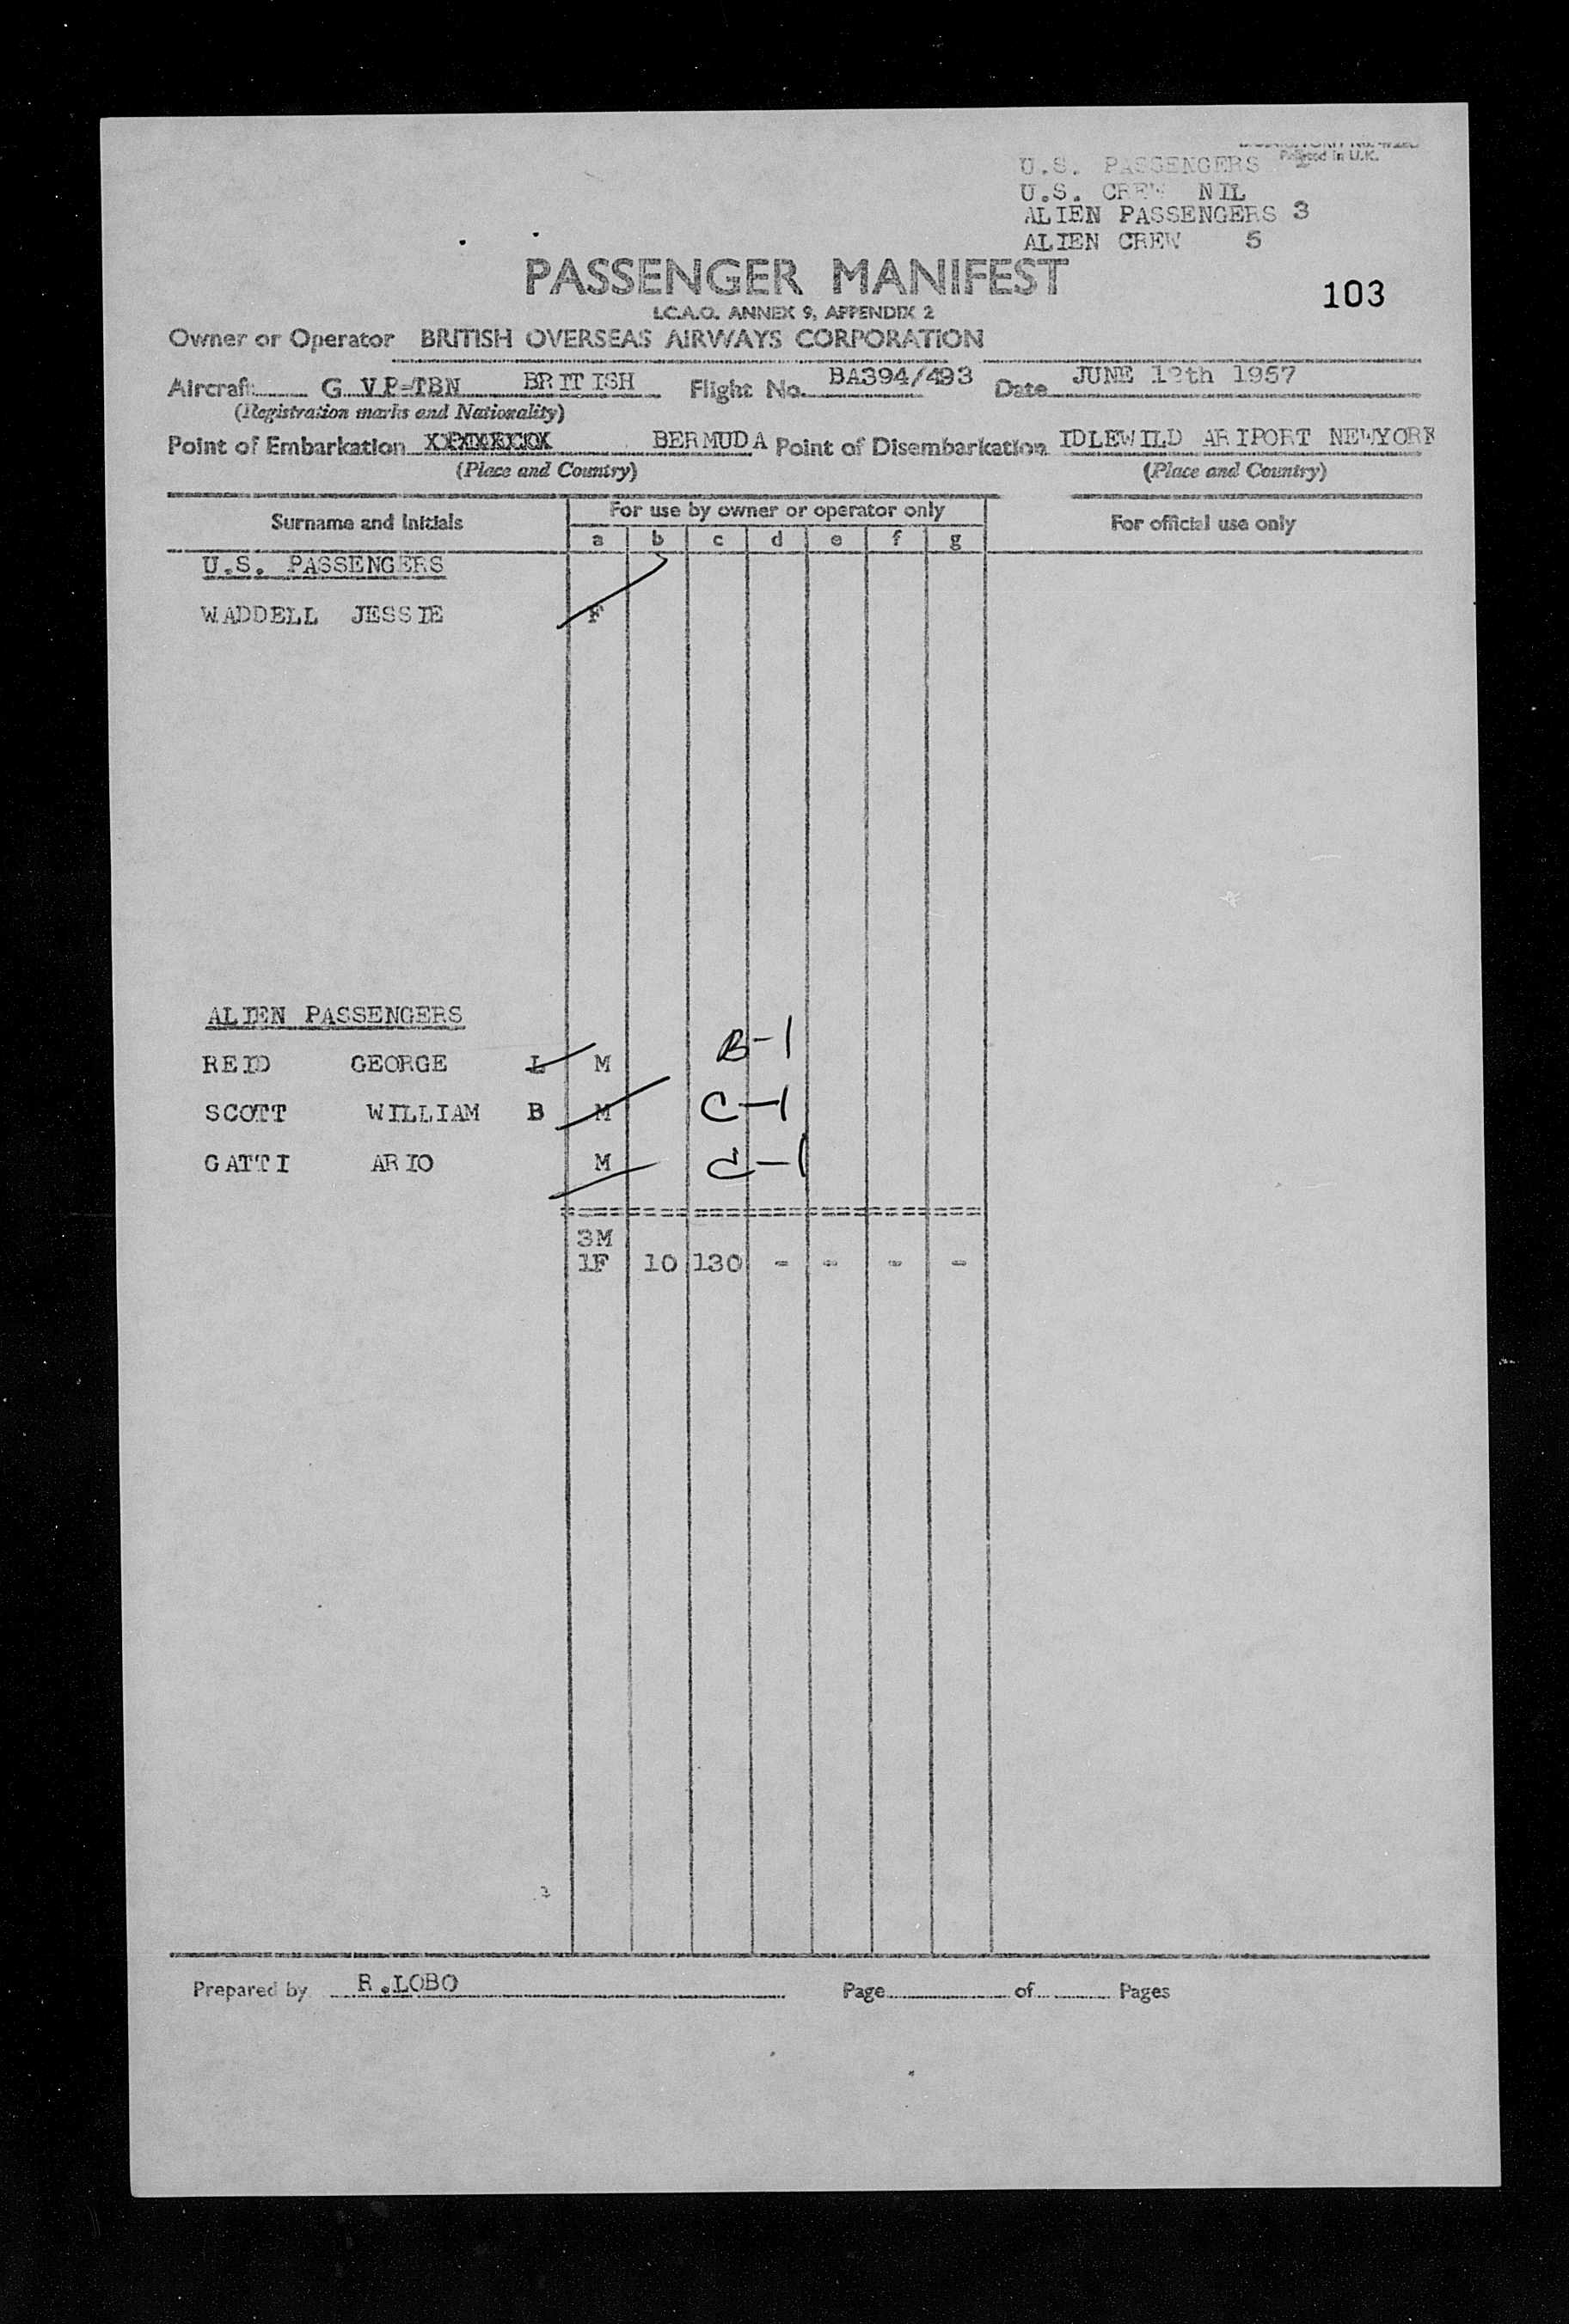 Printed in U.K.
U.S. PASSENGERS
U.S. CREW NIL
ALIEN PASSENGERS 3
ALIEN CREW 5
PASSENGER MANIFEST
103
I.C.A.O. ANNEX 9, APPENDIX 2
Owner or Operator BRITISH OVERSEAS AIRWAYS CORPORATION
Aircraft G VP-TBN BRITISH Flight No. BA394/493 Date JUNE 12th 1957
(Registration marks and Nationality)
Point of Embarkation BERMUDA Point of Disembarkation IDLEWILD ARIPORT NEWYORK
(Place and Country) (Place and Country)
Surname and Initials For use by owner or operator only For official use only
a b c d e f g
U.S. PASSENGERS
WADDELL JESSIE F
ALIEN PASSENGERS
REID GEORGE L M B-1
SCOTT WILLIAM B M C-1
GATTI ARIO M C-1
3M
1F 10 130 - - - -
Prepared by R.LOBO Page of Pages